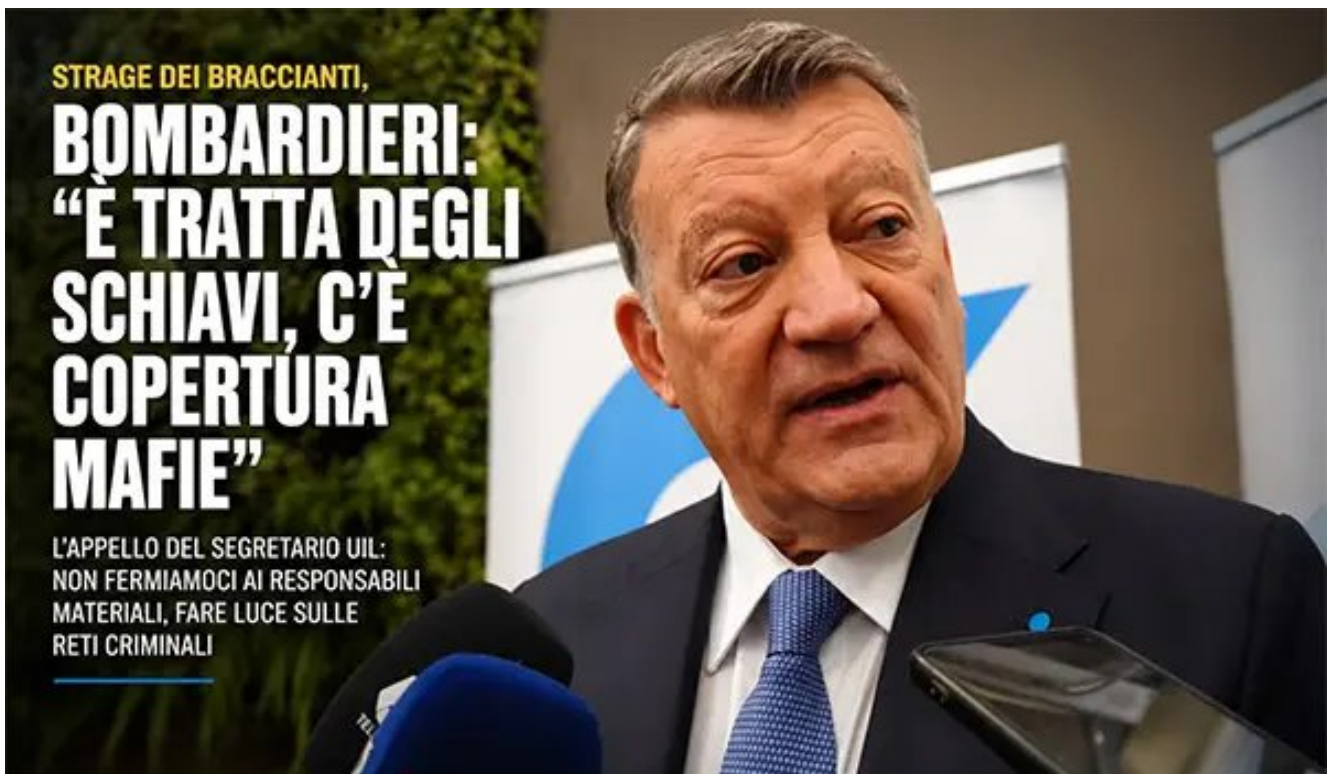 STRAGE DEI BRACCIANTI,
BOMBARDIERI:
“È TRATTA DEGLI
SCHIAVI, C’È
COPERTURA
MAFIE”
L’APPELLO DEL SEGRETARIO UIL:
NON FERMIAMOCI AI RESPONSABILI
MATERIALI, FARE LUCE SULLE
RETI CRIMINALI